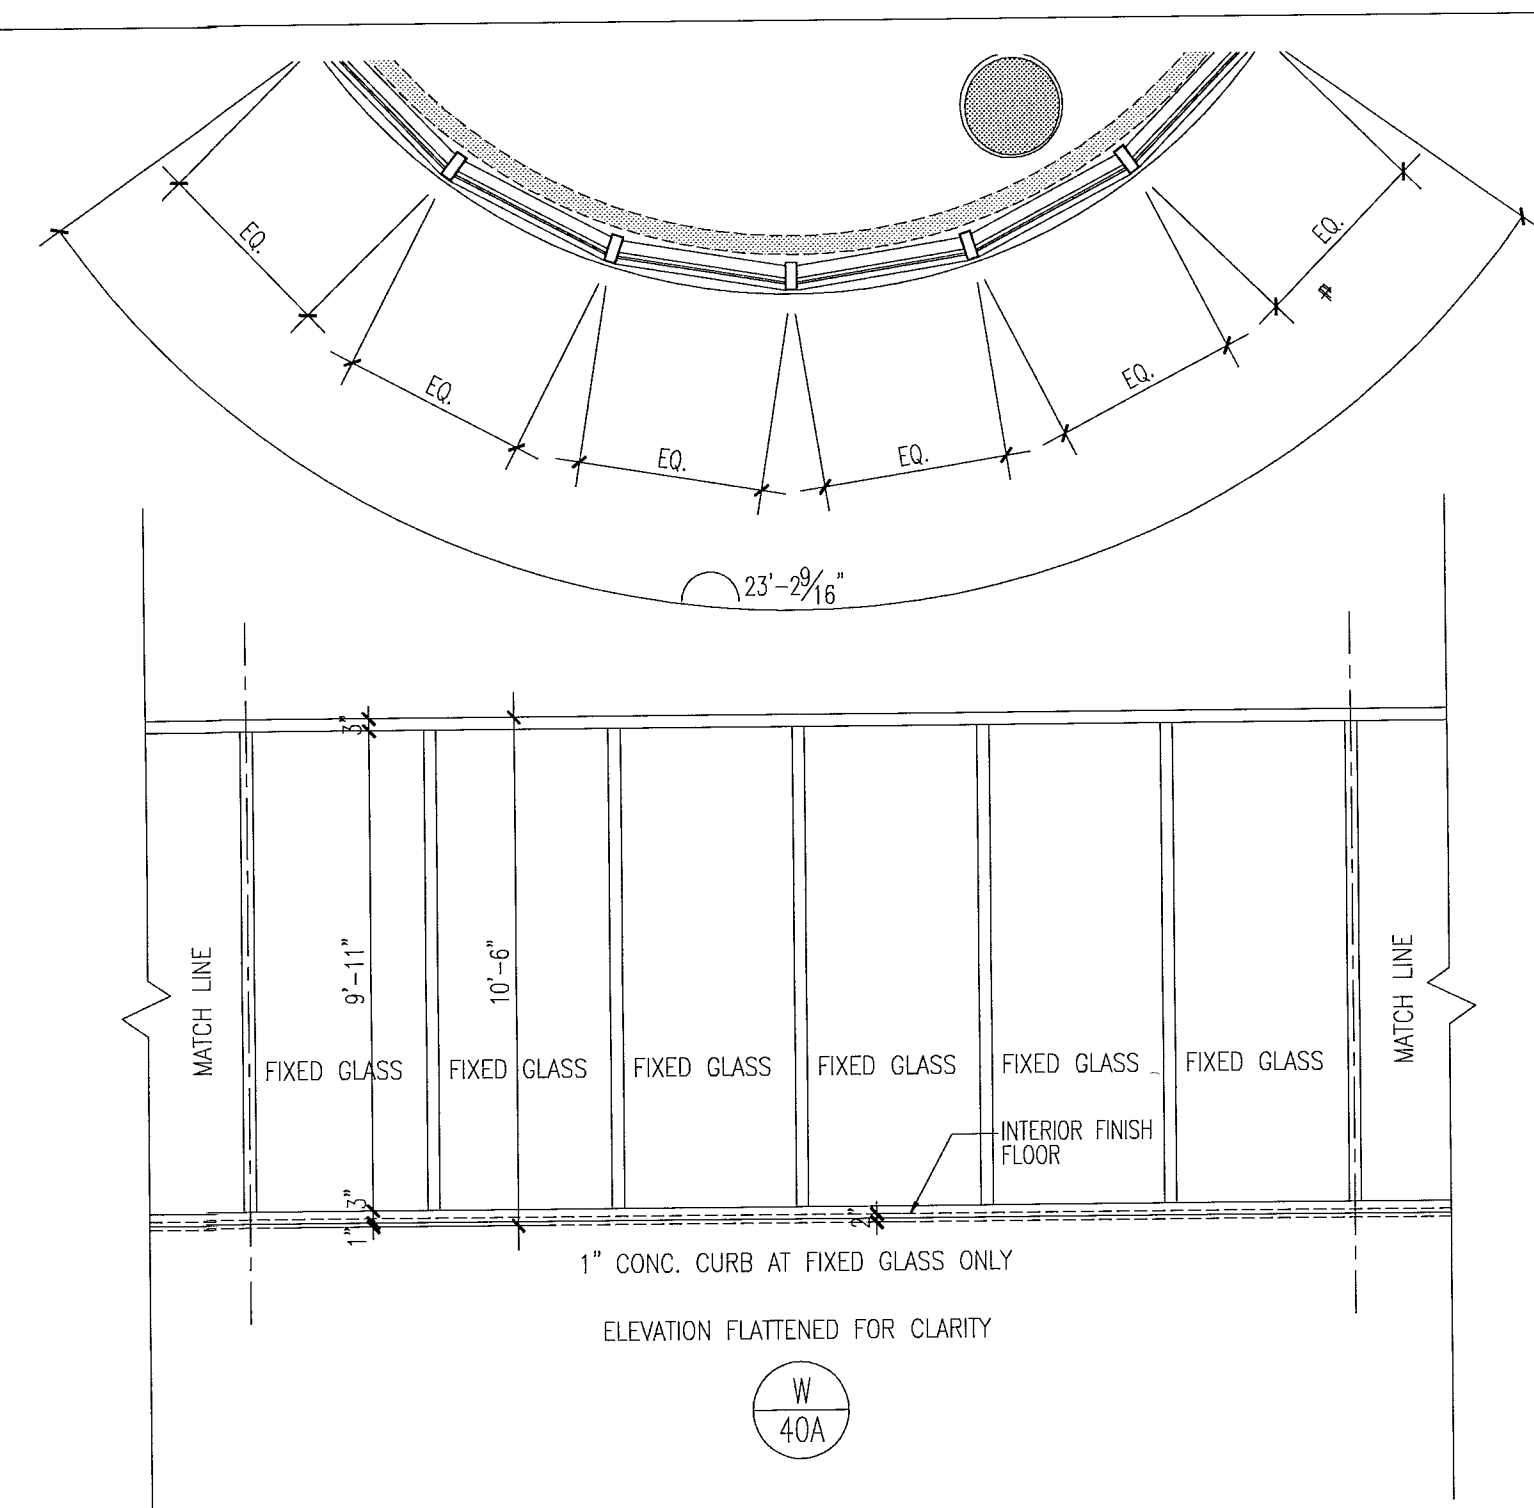 EQ.
EQ.
EQ.
EQ.
EQ.
EQ.
23'-2 9/16"
3"
9'-11"
10'-6"
MATCH LINE
MATCH LINE
FIXED GLASS
FIXED GLASS
FIXED GLASS
FIXED GLASS
FIXED GLASS
FIXED GLASS
INTERIOR FINISH
FLOOR
3"
1"
2"
1" CONC. CURB AT FIXED GLASS ONLY
ELEVATION FLATTENED FOR CLARITY
W
40A